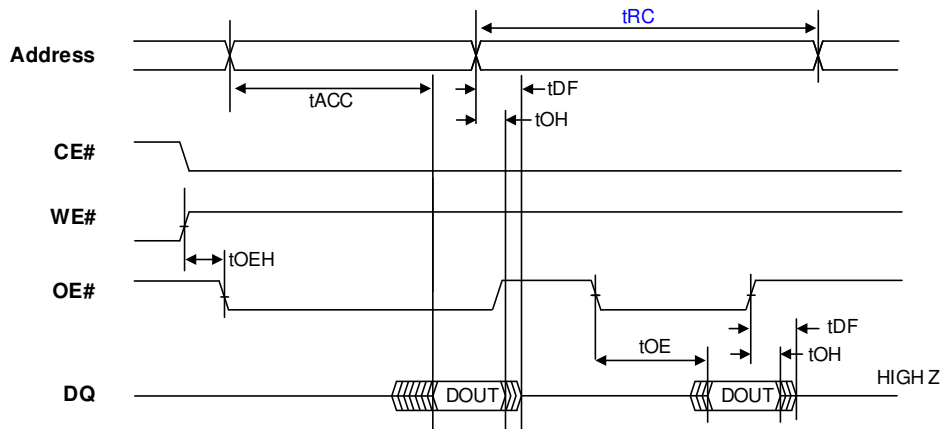 tRC
Address
tDF
tACC
tOH
CE#
WE#
tOEH
OE#
tDF
tOE
tOH
HIGH Z
DQ
DOUT
DOUT